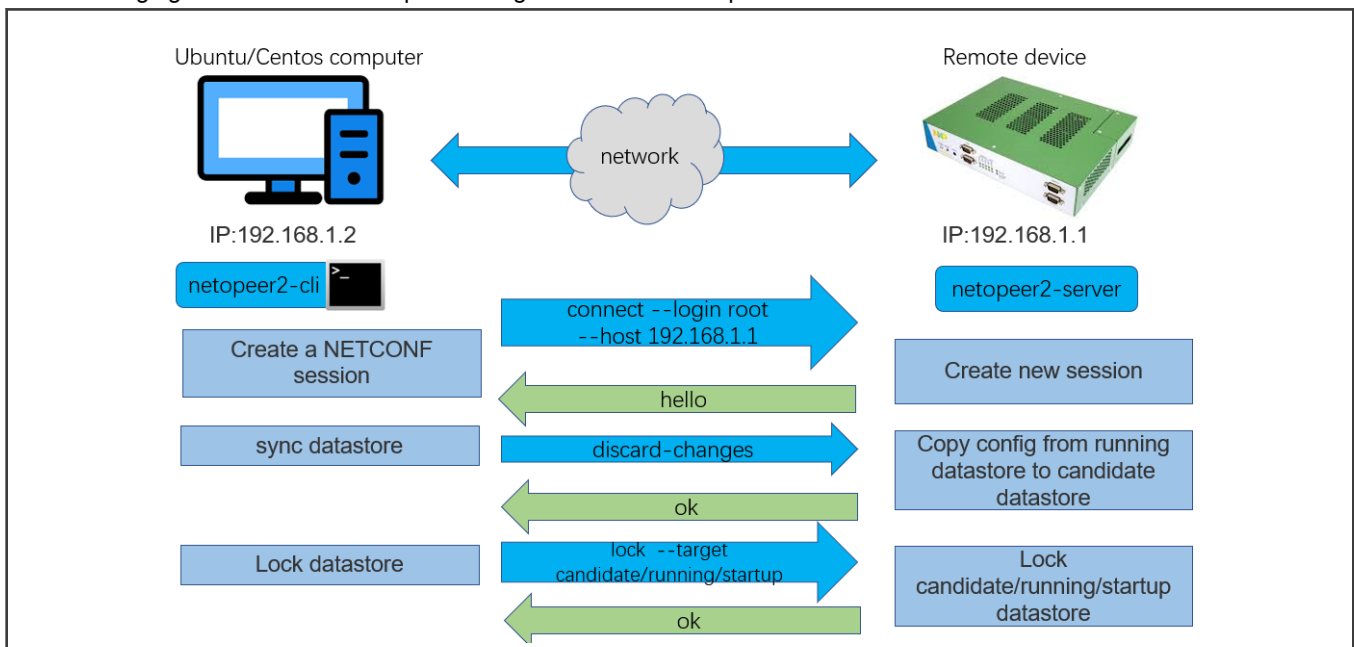 Ubuntu/Centos computer
Remote device
network
IP:192.168.1.2
IP:192.168.1.1
netopeer2-cli
>_
netopeer2-server
connect --login root
--host 192.168.1.1
Create a NETCONF
session
Create new session
hello
sync datastore
discard-changes
Copy config from running
datastore to candidate
datastore
ok
Lock datastore
lock --target
candidate/running/startup
Lock
candidate/running/startup
datastore
ok